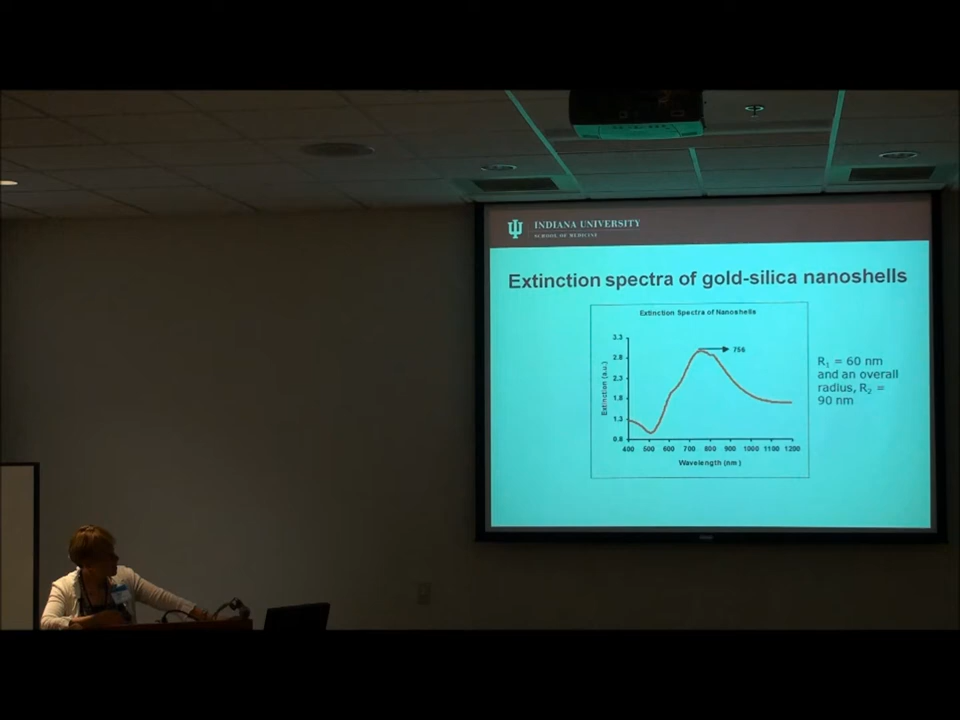 INDIANA UNIVERSITY
SCHOOL OF MEDICINE
Extinction spectra of gold-silica nanoshells
Extinction Spectra of Nanoshells
3.3
2.8
2.3
1.8
1.3
0.8
Extinction (a.u.)
756
400 500 600 700 800 900 1000 1100 1200
Wavelength (nm)
R₁ = 60 nm
and an overall
radius, R₂ =
90 nm